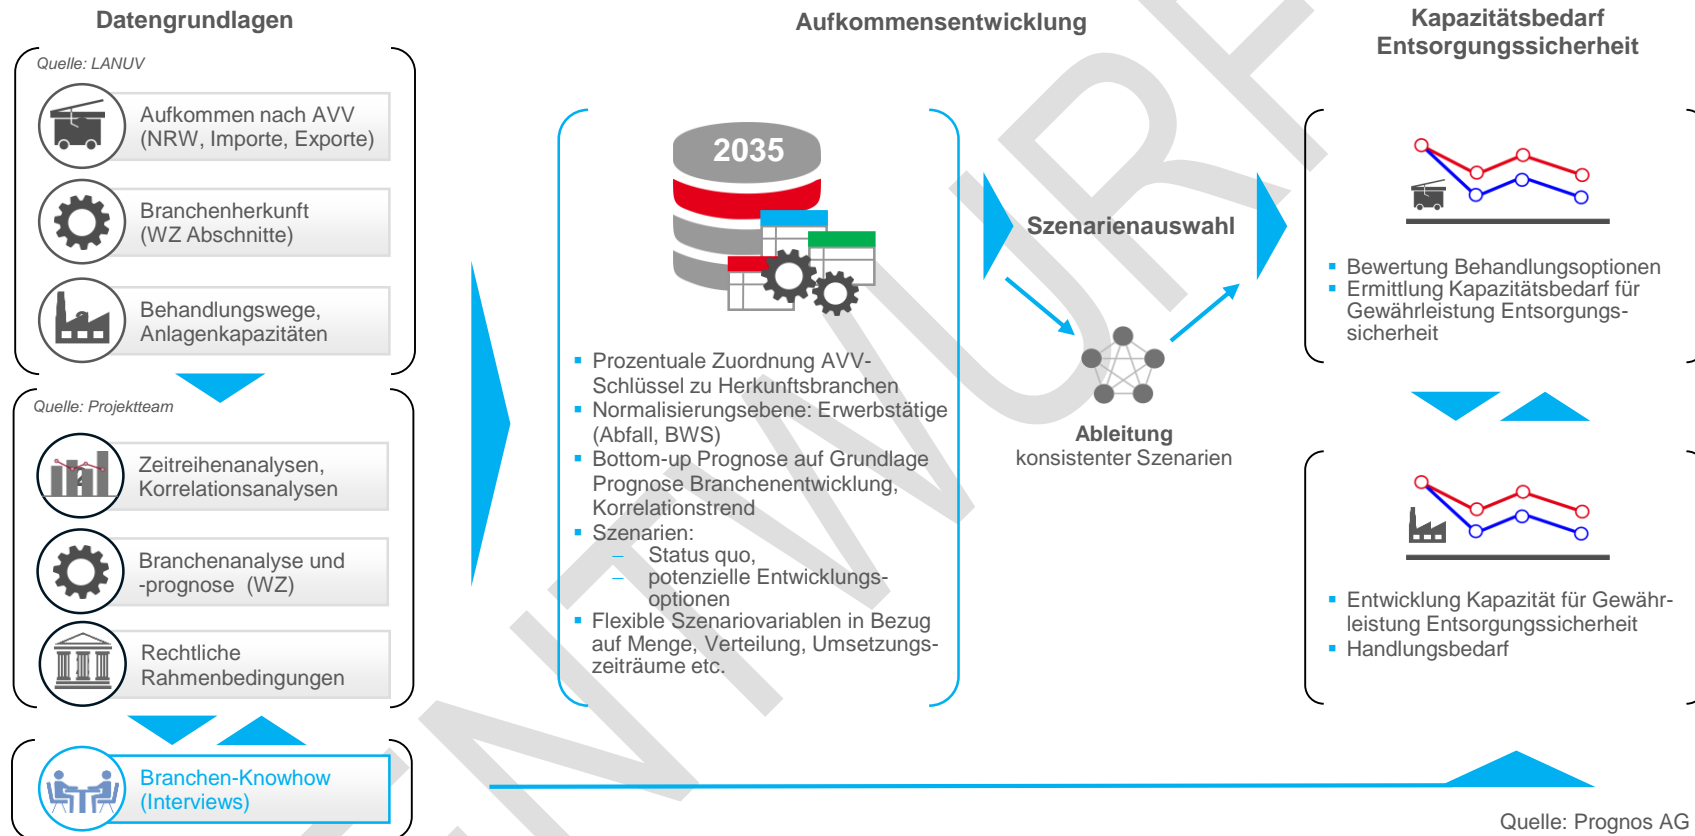 Datengrundlagen
Quelle: LANUV
Aufkommen nach AVV
(NRW, Importe, Exporte)
Branchenherkunft
(WZ Abschnitte)
Behandlungswege,
Anlagenkapazitäten
Quelle: Projektteam
Zeitreihenanalysen,
Korrelationsanalysen
Branchenanalyse und
-prognose (WZ)
Rechtliche
Rahmenbedingungen
Branchen-Knowhow
(Interviews)
Aufkommensentwicklung
2035
▪ Prozentuale Zuordnung AVV-
Schlüssel zu Herkunftsbranchen
▪ Normalisierungsebene: Erwerbstätige
(Abfall, BWS)
▪ Bottom-up Prognose auf Grundlage
Prognose Branchenentwicklung,
Korrelationstrend
▪ Szenarien:
– Status quo,
– potenzielle Entwicklungs-
optionen
▪ Flexible Szenariovariablen in Bezug
auf Menge, Verteilung, Umsetzungs-
zeiträume etc.
Szenarienauswahl
Ableitung
konsistenter Szenarien
Kapazitätsbedarf
Entsorgungssicherheit
▪ Bewertung Behandlungsoptionen
▪ Ermittlung Kapazitätsbedarf für
Gewährleistung Entsorgungs-
sicherheit
▪ Entwicklung Kapazität für Gewähr-
leistung Entsorgungssicherheit
▪ Handlungsbedarf
Quelle: Prognos AG
ENTWURF